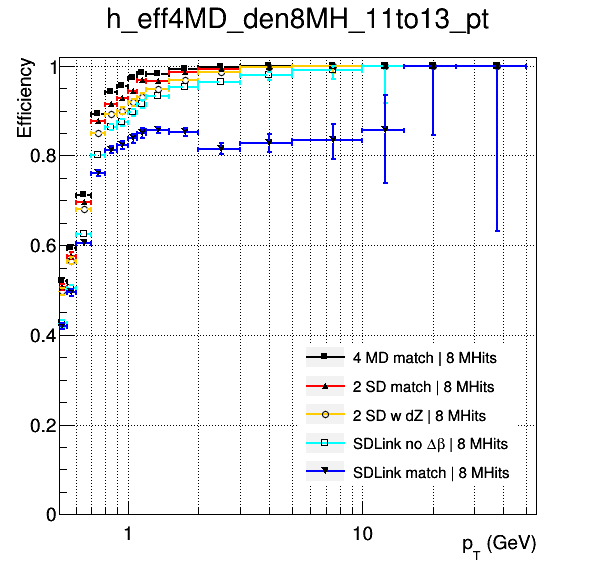 h_eff4MD_den8MH_11to13_pt
Efficiency
1
0.8
0.6
0.4
0.2
0
4 MD match | 8 MHits
2 SD match | 8 MHits
2 SD w dZ | 8 MHits
SDLink no Δβ | 8 MHits
SDLink match | 8 MHits
1
10
p_T (GeV)